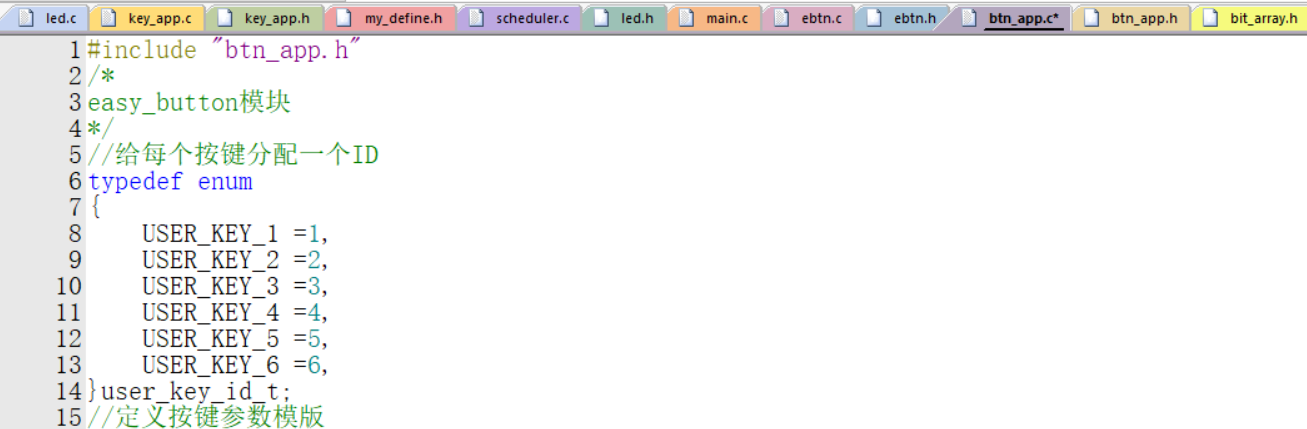 led.c key_app.c key_app.h my_define.h scheduler.c led.h main.c ebtn.c ebtn.h btn_app.c* btn_app.h bit_array.h
1 #include "btn_app.h"
2 /*
3 easy_button模块
4 */
5 //给每个按键分配一个ID
6 typedef enum
7 {
8 USER_KEY_1 =1,
9 USER_KEY_2 =2,
10 USER_KEY_3 =3,
11 USER_KEY_4 =4,
12 USER_KEY_5 =5,
13 USER_KEY_6 =6,
14 }user_key_id_t;
15 //定义按键参数模版